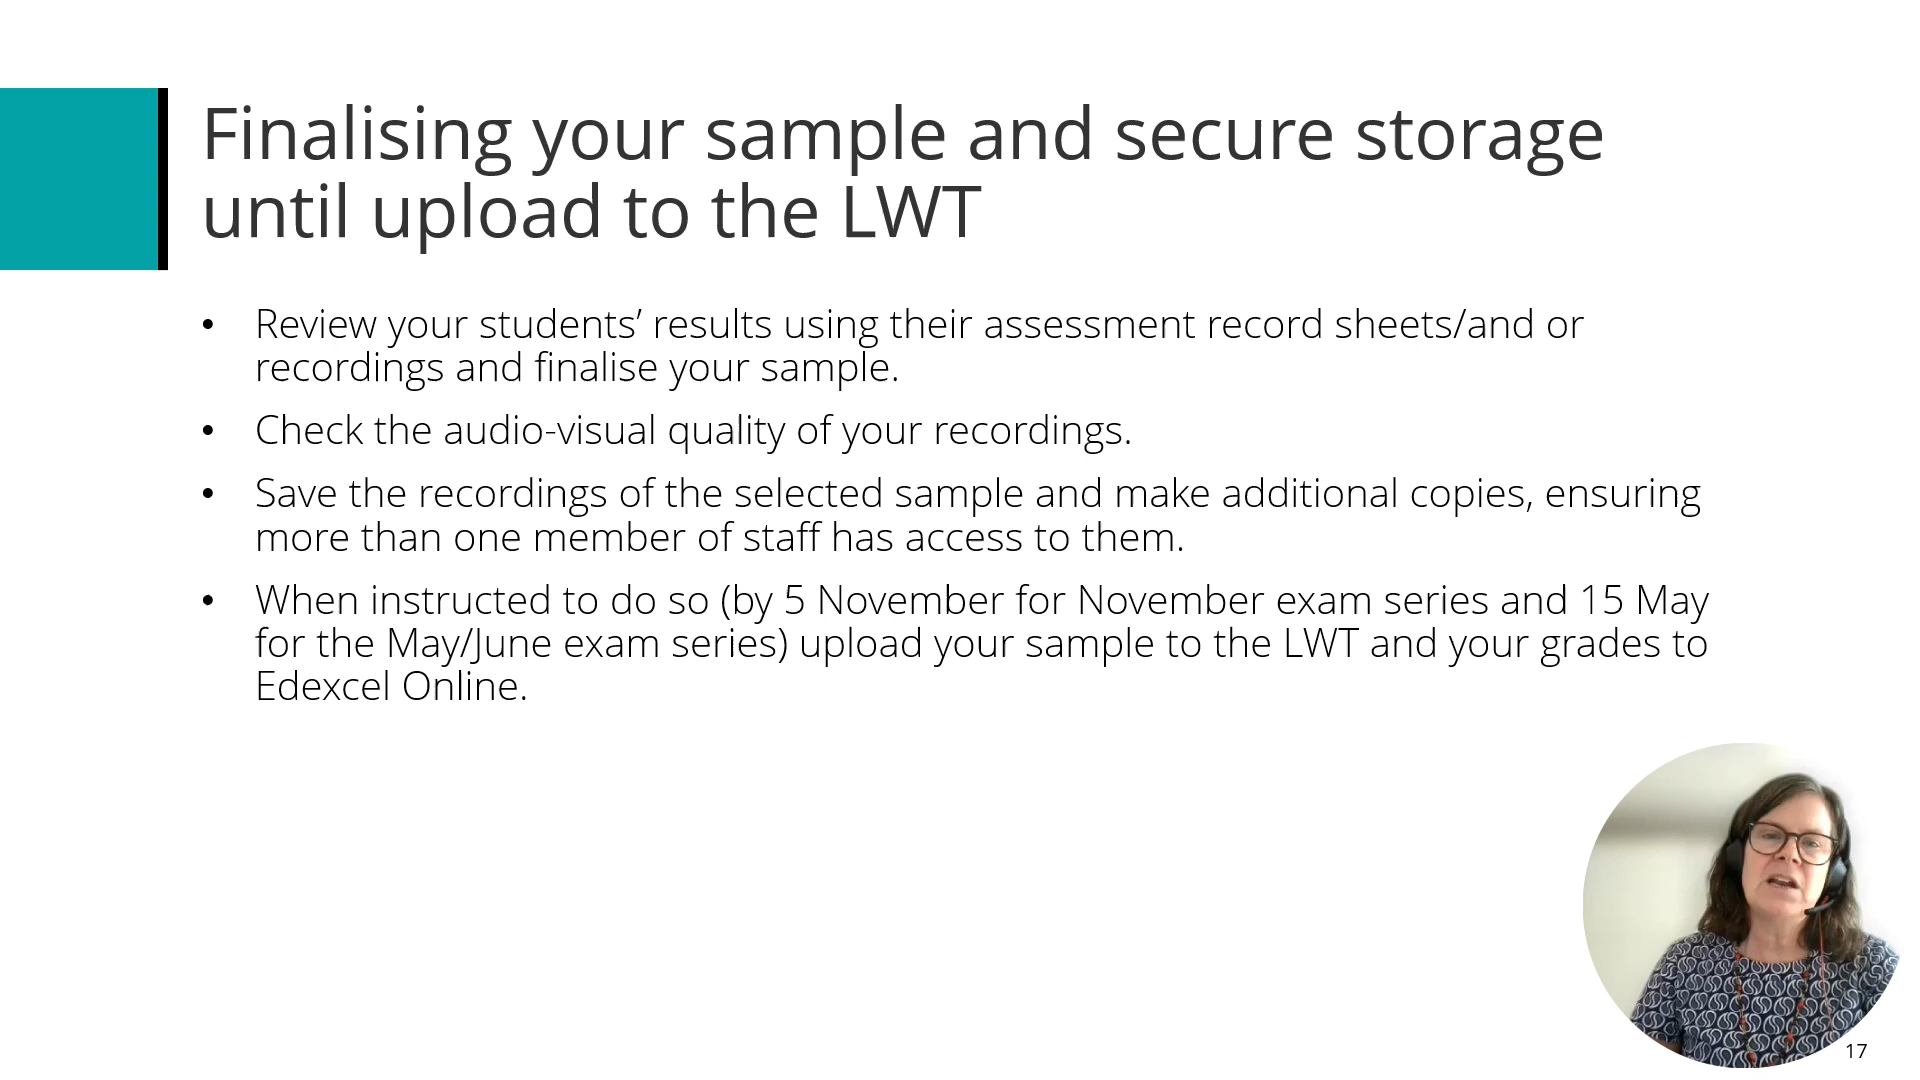 Finalising your sample and secure storage
until upload to the LWT
• Review your students’ results using their assessment record sheets/and or
recordings and finalise your sample.
• Check the audio-visual quality of your recordings.
• Save the recordings of the selected sample and make additional copies, ensuring
more than one member of staff has access to them.
• When instructed to do so (by 5 November for November exam series and 15 May
for the May/June exam series) upload your sample to the LWT and your grades to
Edexcel Online.
17